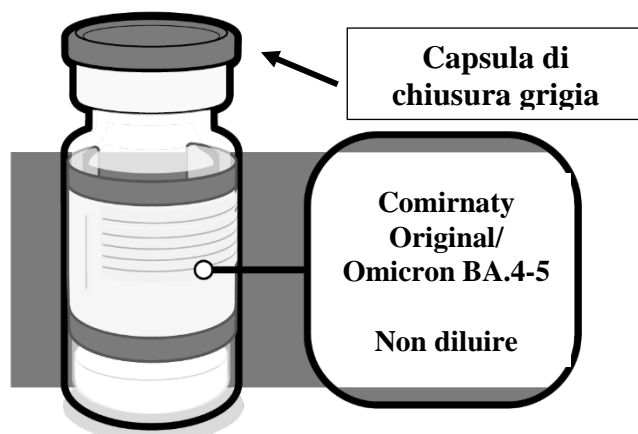 Capsula di
chiusura grigia
Comirnaty
Original/
Omicron BA.4-5
Non diluire